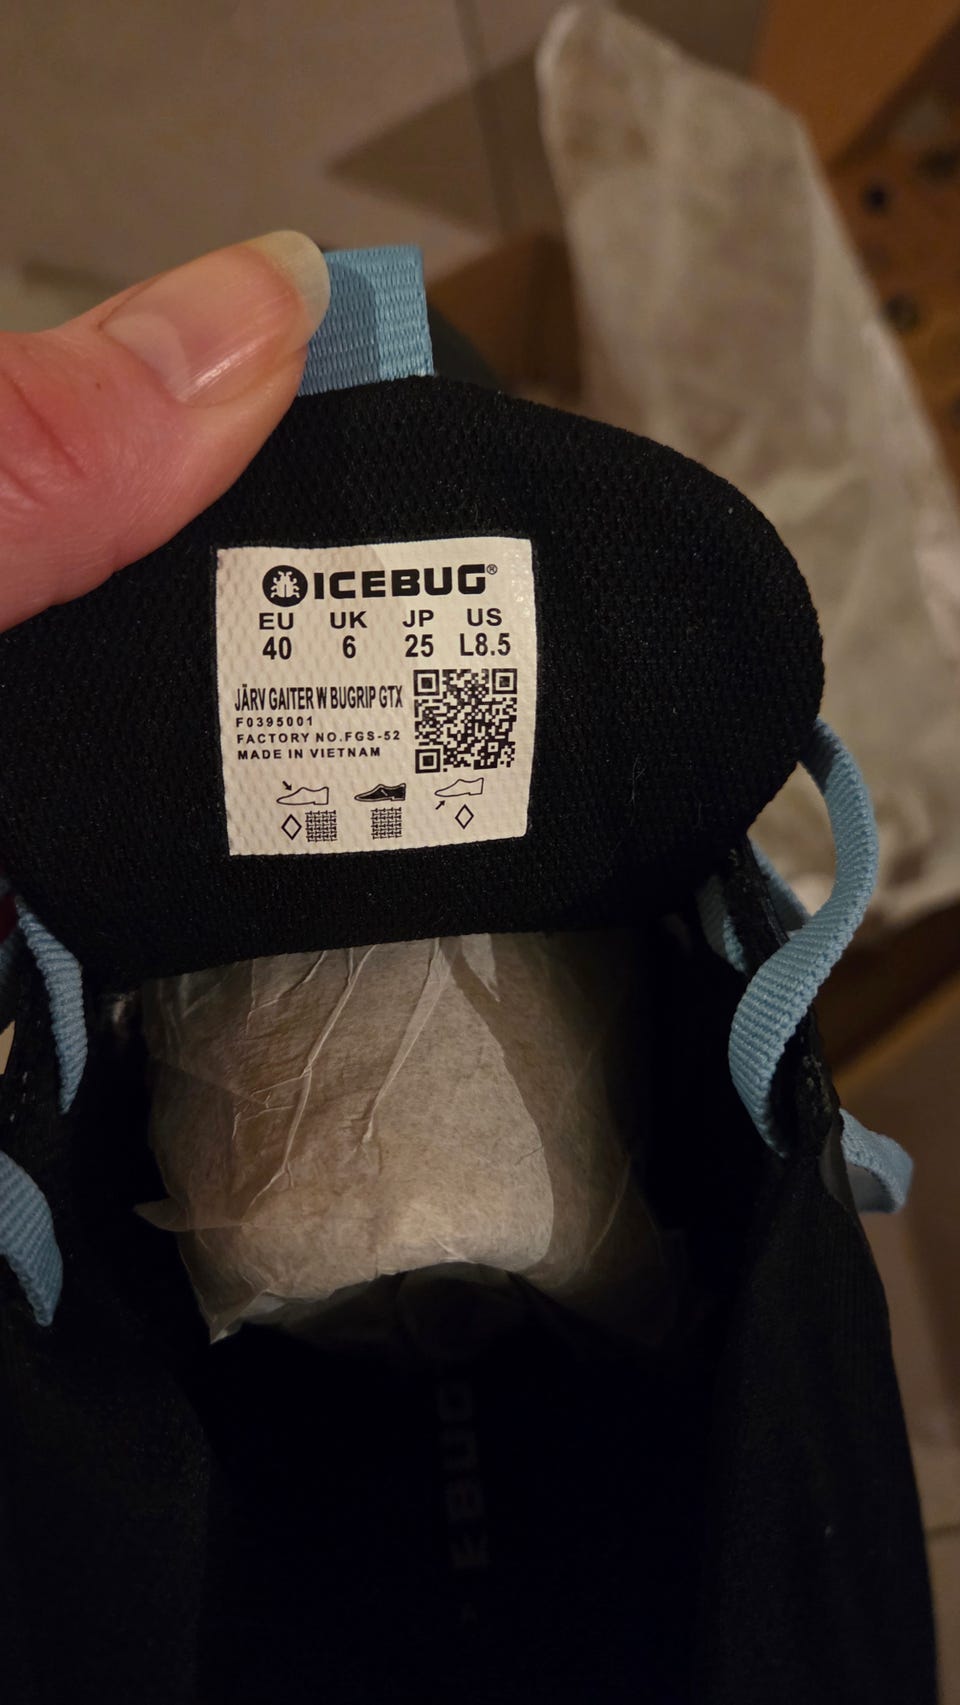 ICEBUG®
EU UK JP US
40 6 25 L8.5
JÄRV GAITER W BUGRIP GTX
F0395001
FACTORY NO.FGS-52
MADE IN VIETNAM
ICEBUG